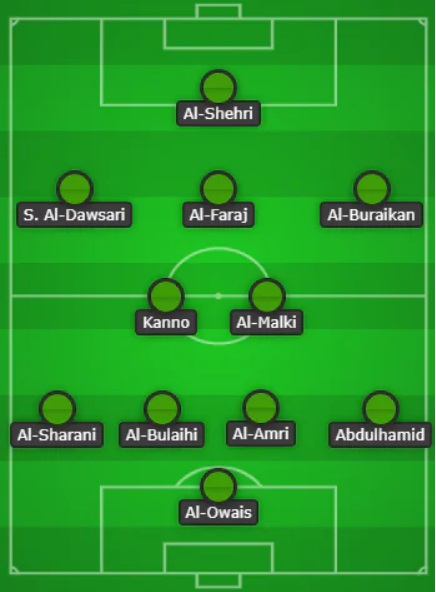 Al-Shehri
S. Al-Dawsari
Al-Faraj
Al-Buraikan
Kanno
Al-Malki
Al-Sharani
Al-Bulaihi
Al-Amri
Abdulhamid
Al-Owais